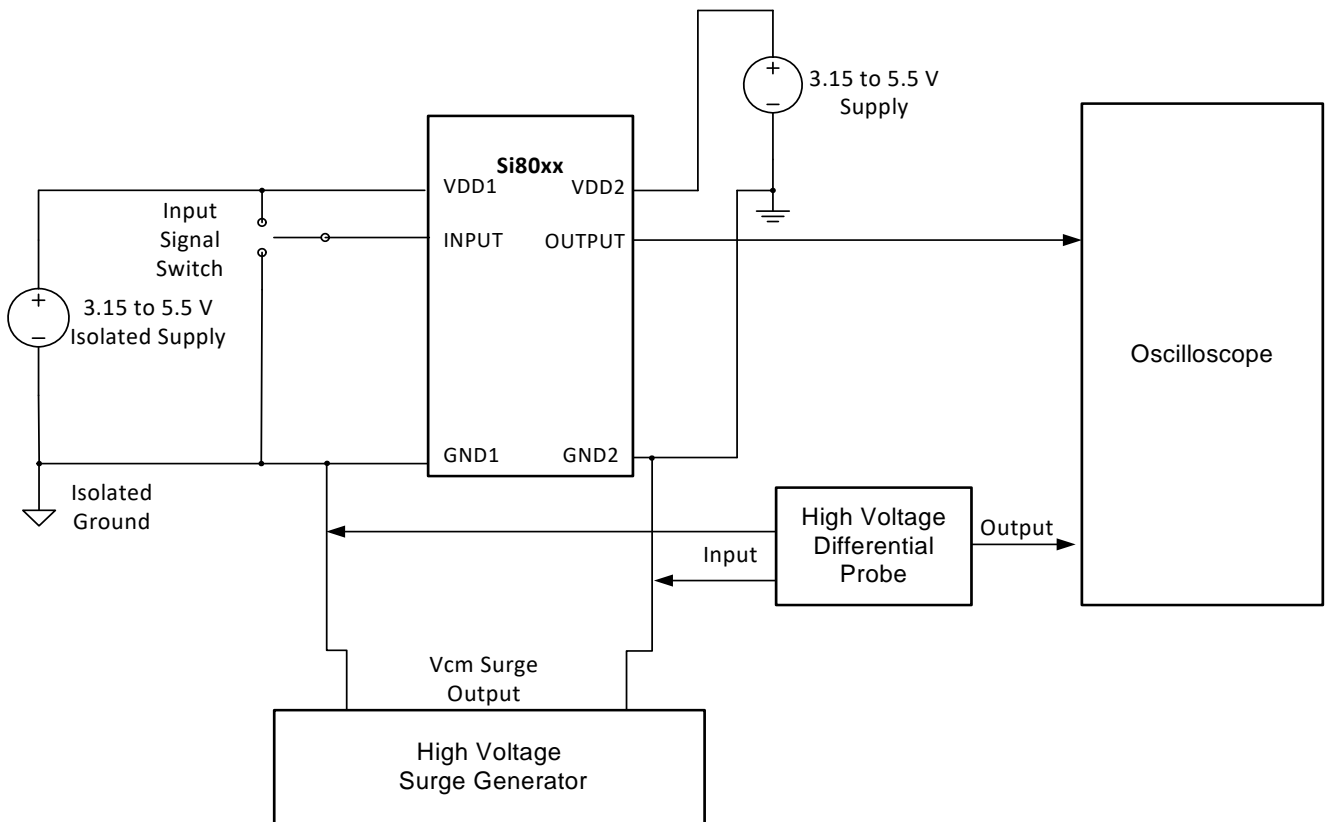 3.15 to 5.5 V
Supply
Si80xx
VDD1
VDD2
Input
Signal
Switch
INPUT
OUTPUT
+
−
3.15 to 5.5 V
Isolated Supply
+
−
Oscilloscope
GND1
GND2
Isolated
Ground
High Voltage
Differential
Probe
Input
Output
Vcm Surge
Output
High Voltage
Surge Generator